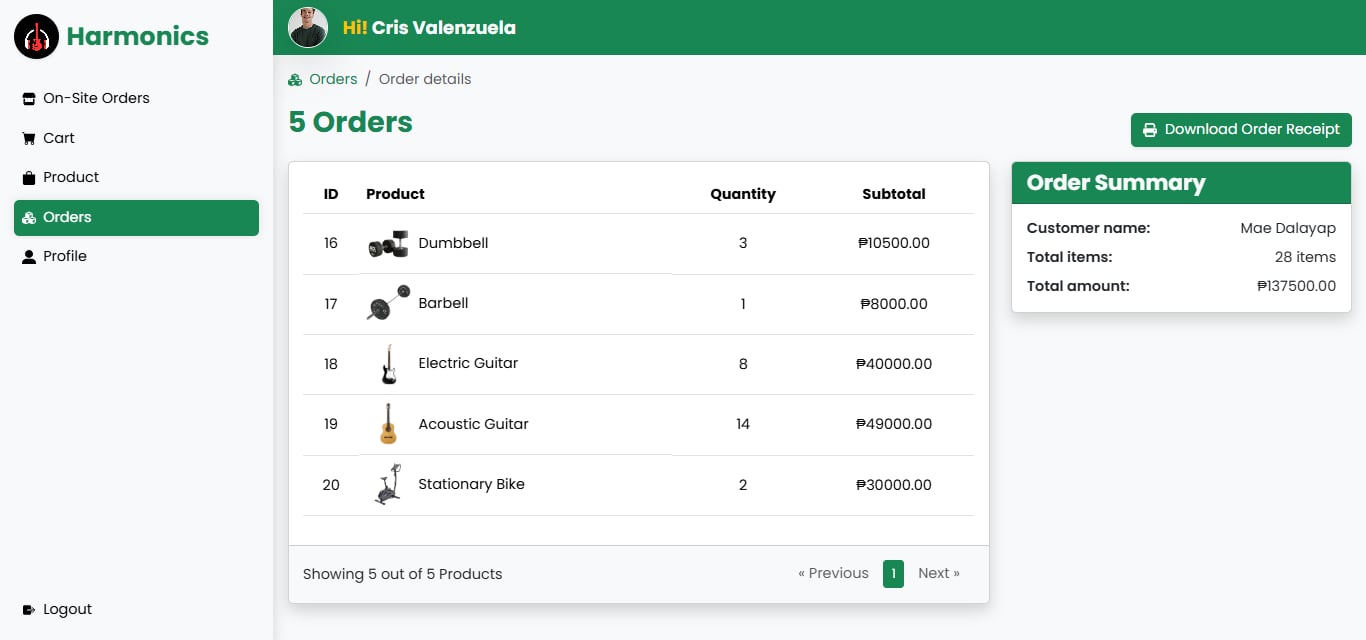 Harmonics
Hi! Cris Valenzuela
On-Site Orders
Cart
Product
Orders
Profile
Logout
Orders / Order details
5 Orders
Download Order Receipt
ID Product Quantity Subtotal
16 Dumbbell 3 ₱10500.00
17 Barbell 1 ₱8000.00
18 Electric Guitar 8 ₱40000.00
19 Acoustic Guitar 14 ₱49000.00
20 Stationary Bike 2 ₱30000.00
Showing 5 out of 5 Products
« Previous 1 Next »
Order Summary
Customer name: Mae Dalayap
Total items: 28 items
Total amount: ₱137500.00